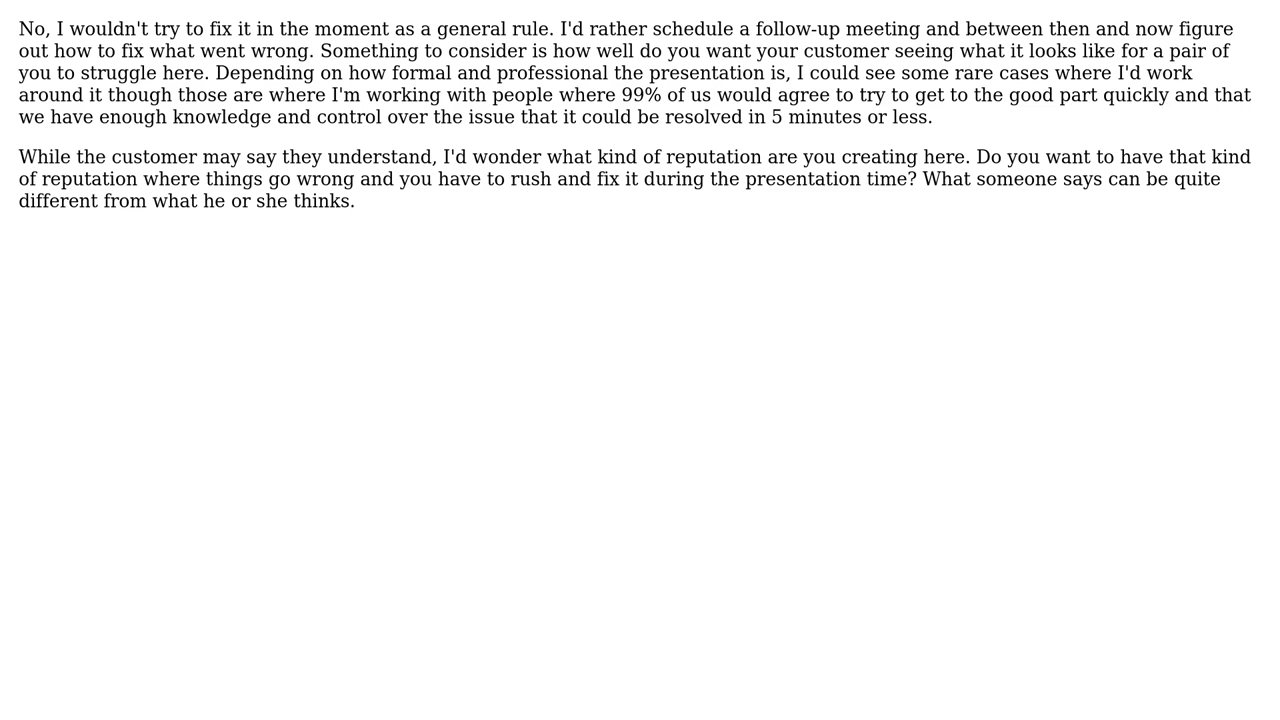 No, I wouldn't try to fix it in the moment as a general rule. I'd rather schedule a follow-up meeting and between then and now figure
out how to fix what went wrong. Something to consider is how well do you want your customer seeing what it looks like for a pair of
you to struggle here. Depending on how formal and professional the presentation is, I could see some rare cases where I'd work
around it though those are where I'm working with people where 99% of us would agree to try to get to the good part quickly and that
we have enough knowledge and control over the issue that it could be resolved in 5 minutes or less.
While the customer may say they understand, I'd wonder what kind of reputation are you creating here. Do you want to have that kind
of reputation where things go wrong and you have to rush and fix it during the presentation time? What someone says can be quite
different from what he or she thinks.